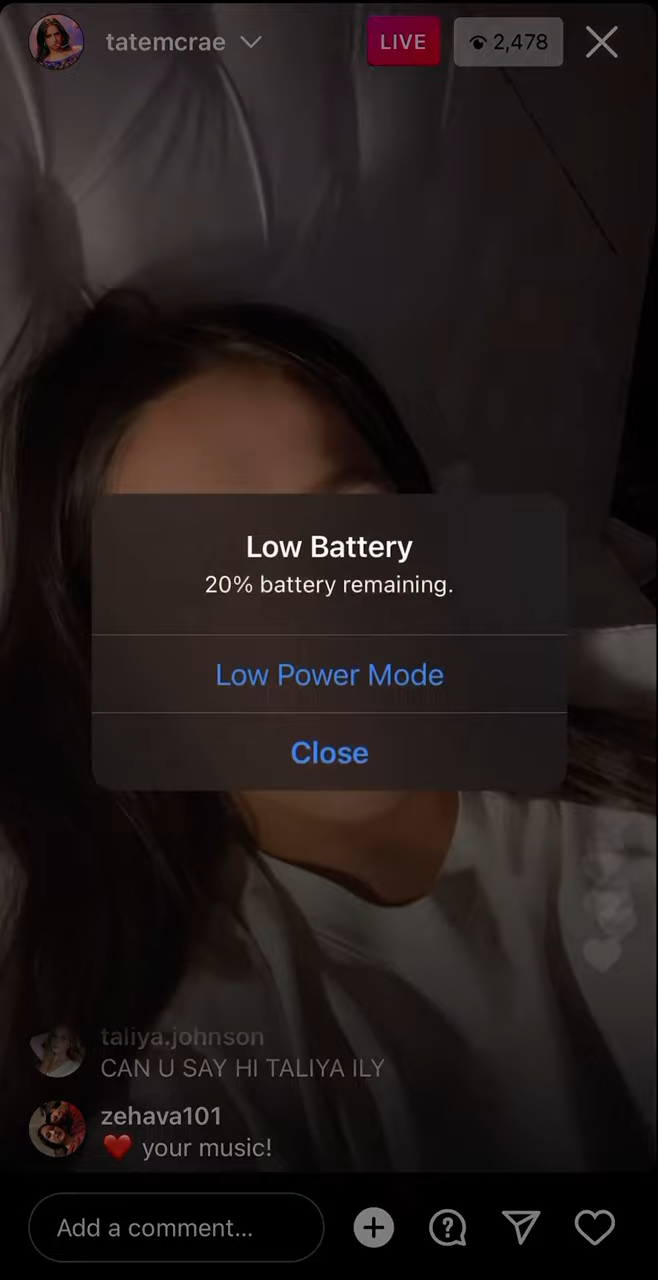 tatemcrae
LIVE
2,478
Low Battery
20% battery remaining.
Low Power Mode
Close
taliya.johnson
CAN U SAY HI TALIYA ILY
zehava101
❤️ your music!
Add a comment...